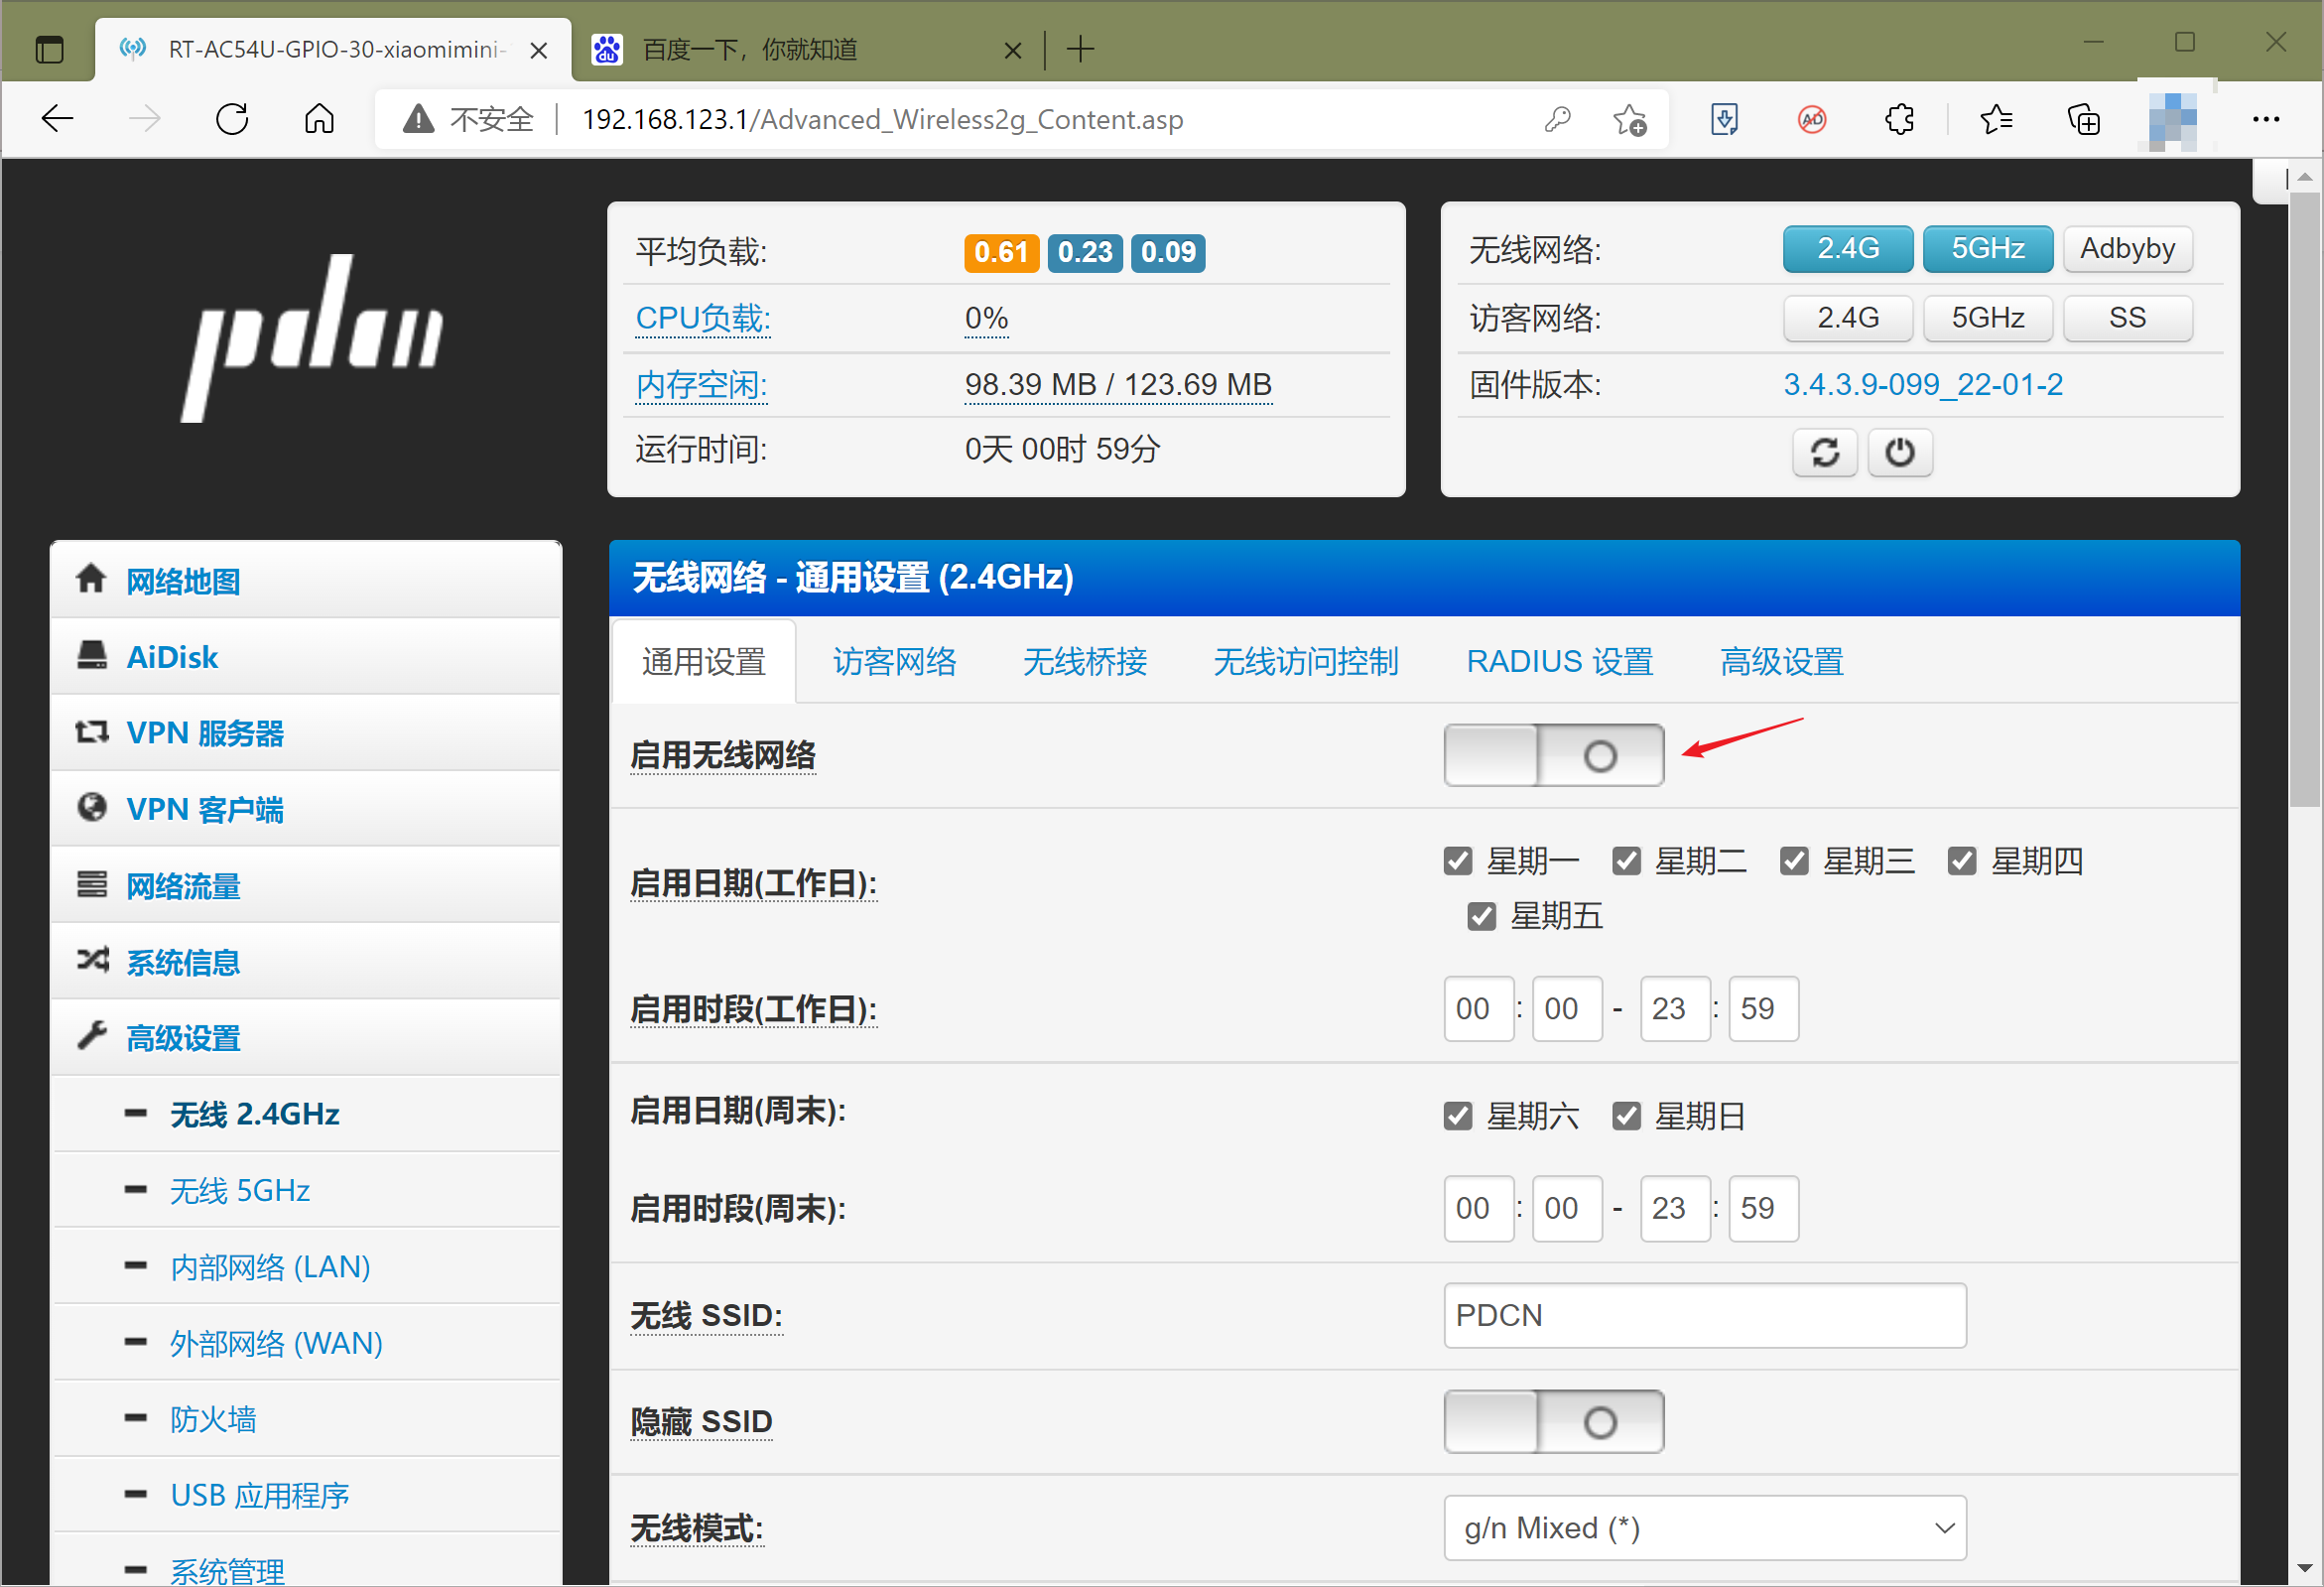 RT-AC54U-GPIO-30-xiaomimini-
百度一下，你就知道
不安全
192.168.123.1/Advanced_Wireless2g_Content.asp
pdcn
平均负载: 0.61 0.23 0.09
CPU负载: 0%
内存空闲: 98.39 MB / 123.69 MB
运行时间: 0天 00时 59分
无线网络: 2.4G 5GHz Adbyby
访客网络: 2.4G 5GHz SS
固件版本: 3.4.3.9-099_22-01-2
网络地图
AiDisk
VPN 服务器
VPN 客户端
网络流量
系统信息
高级设置
无线 2.4GHz
无线 5GHz
内部网络 (LAN)
外部网络 (WAN)
防火墙
USB 应用程序
系统管理
无线网络 - 通用设置 (2.4GHz)
通用设置 访客网络 无线桥接 无线访问控制 RADIUS 设置 高级设置
启用无线网络
启用日期(工作日): 星期一 星期二 星期三 星期四
星期五
启用时段(工作日): 00 : 00 - 23 : 59
启用日期(周末): 星期六 星期日
启用时段(周末): 00 : 00 - 23 : 59
无线 SSID: PDCN
隐藏 SSID
无线模式: g/n Mixed (*)